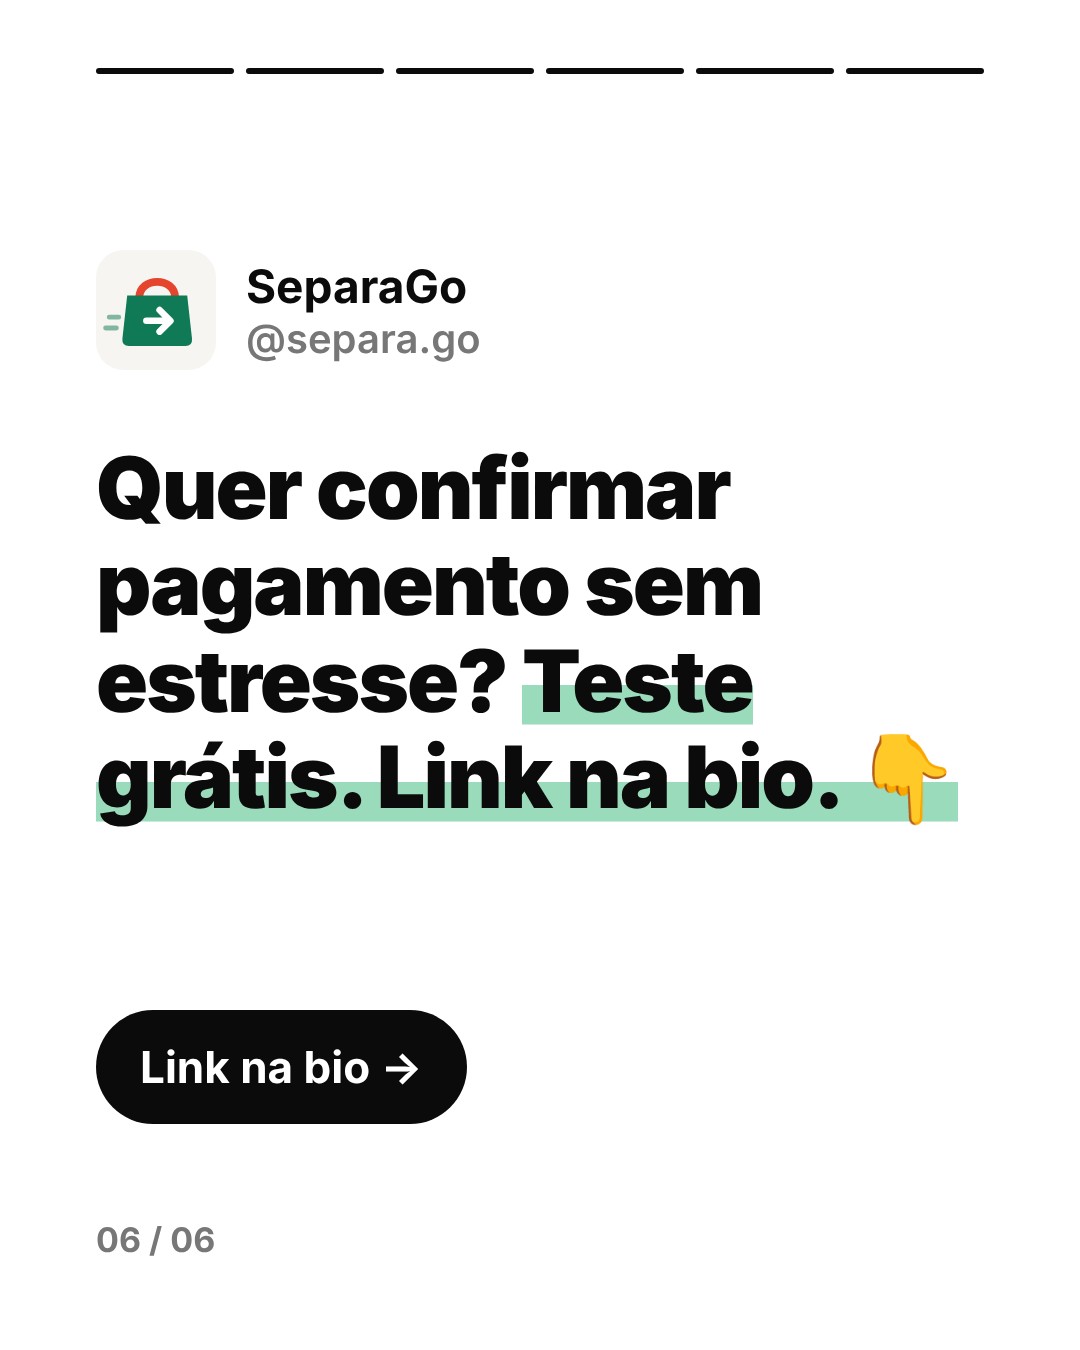 SeparaGo
@separa.go
Quer confirmar
pagamento sem
estresse? Teste
grátis. Link na bio. 👇
Link na bio →
06 / 06